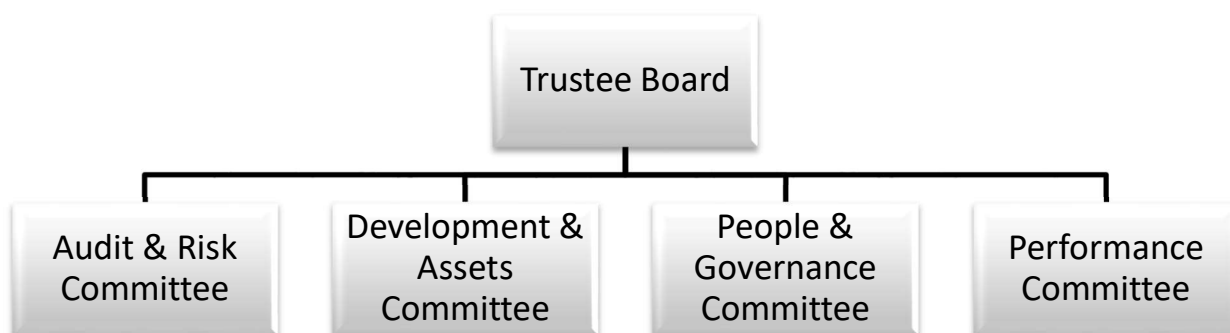 Trustee Board
Audit & Risk
Committee
Development &
Assets
Committee
People &
Governance
Committee
Performance
Committee